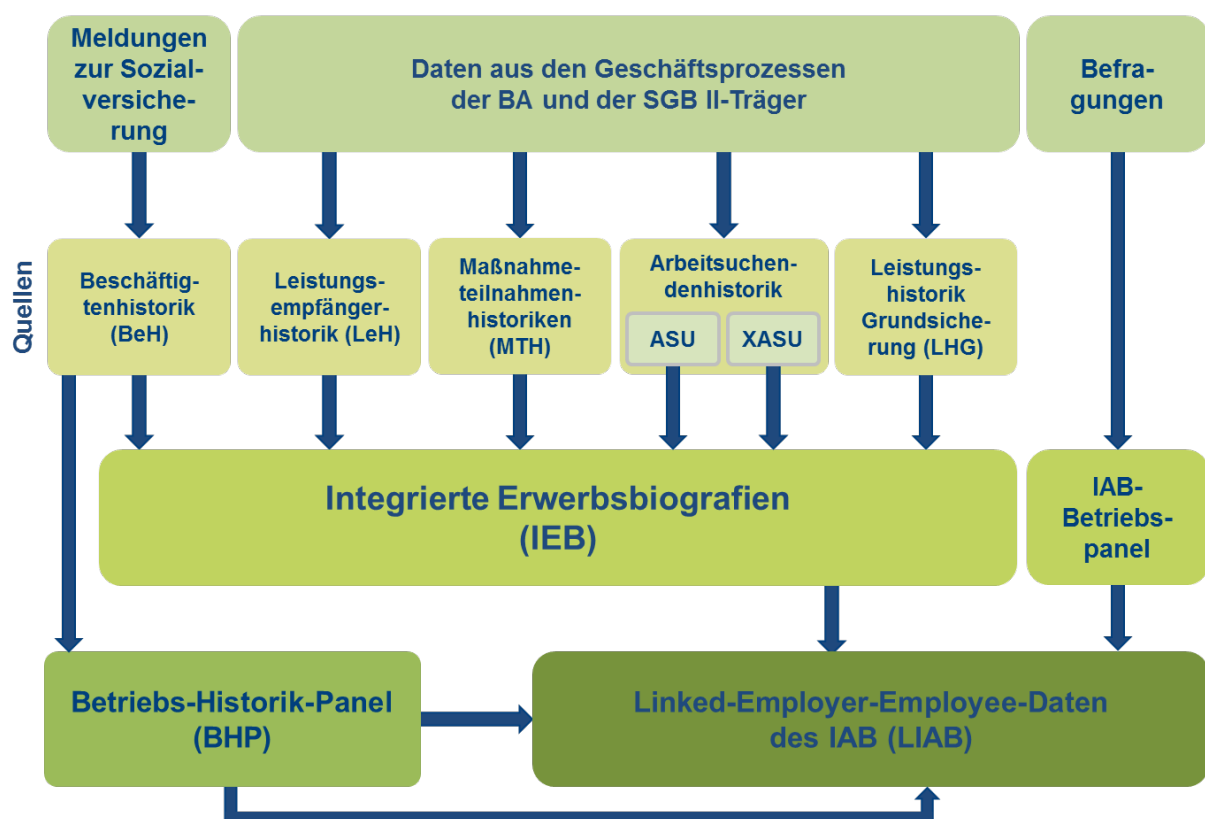 Meldungen
zur Sozial-
versiche-
rung
Daten aus den Geschäftsprozessen
der BA und der SGB II-Träger
Befra-
gungen
Quellen
Beschäftig-
tenhistorik
(BeH)
Leistungs-
empfänger-
historik (LeH)
Maßnahme-
teilnahmen-
historiken
(MTH)
Arbeitsuchen-
denhistorik
ASU
XASU
Leistungs-
historik
Grundsiche-
rung (LHG)
Integrierte Erwerbsbiografien
(IEB)
IAB-
Betriebs-
panel
Betriebs-Historik-Panel
(BHP)
Linked-Employer-Employee-Daten
des IAB (LIAB)